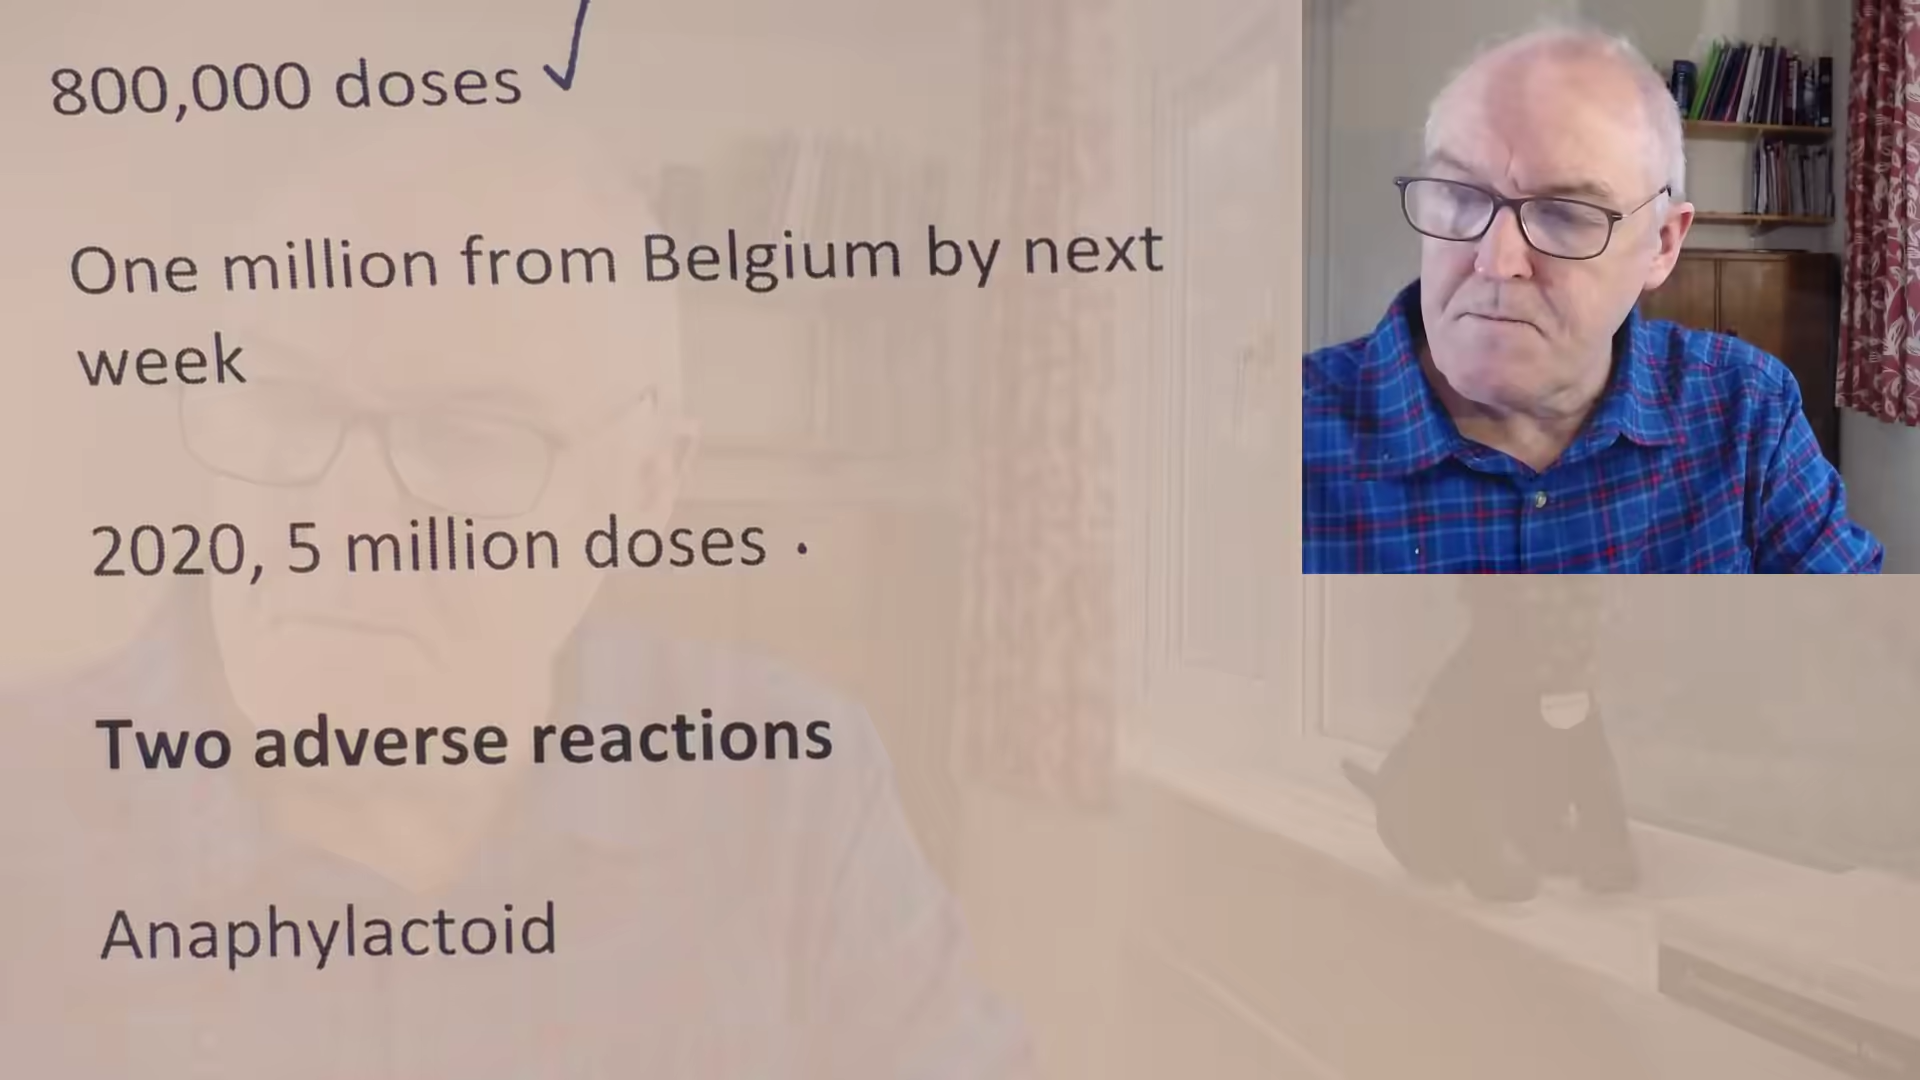 800,000 doses ✓
One million from Belgium by next
week
2020, 5 million doses ·
Two adverse reactions
Anaphylactoid